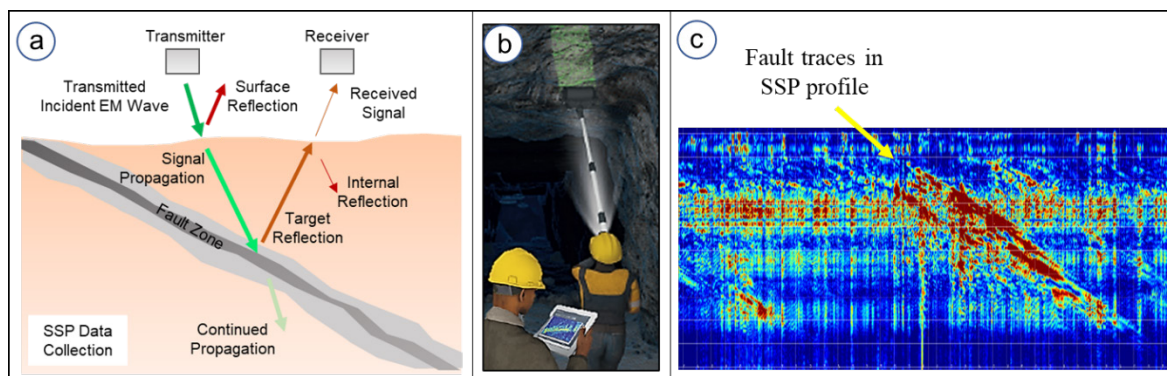 a
Transmitter
Receiver
Transmitted
Incident EM Wave
Surface
Reflection
Received
Signal
Signal
Propagation
Internal
Reflection
Fault Zone
Target
Reflection
SSP Data
Collection
Continued
Propagation
b
c
Fault traces in
SSP profile